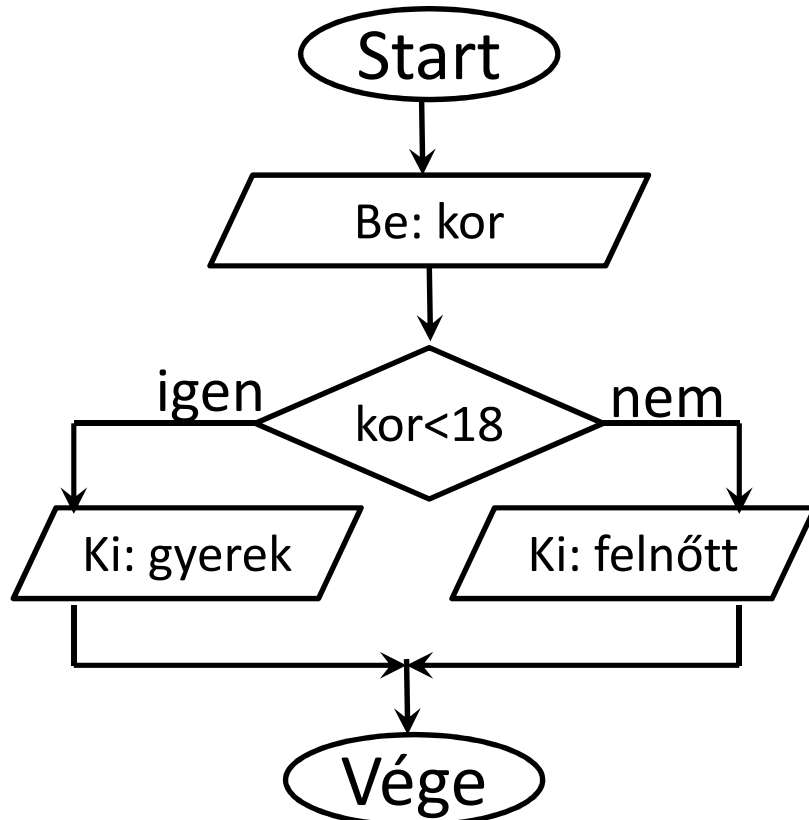 Start
Be: kor
igen
nem
kor<18
Ki: gyerek
Ki: felnőtt
Vége